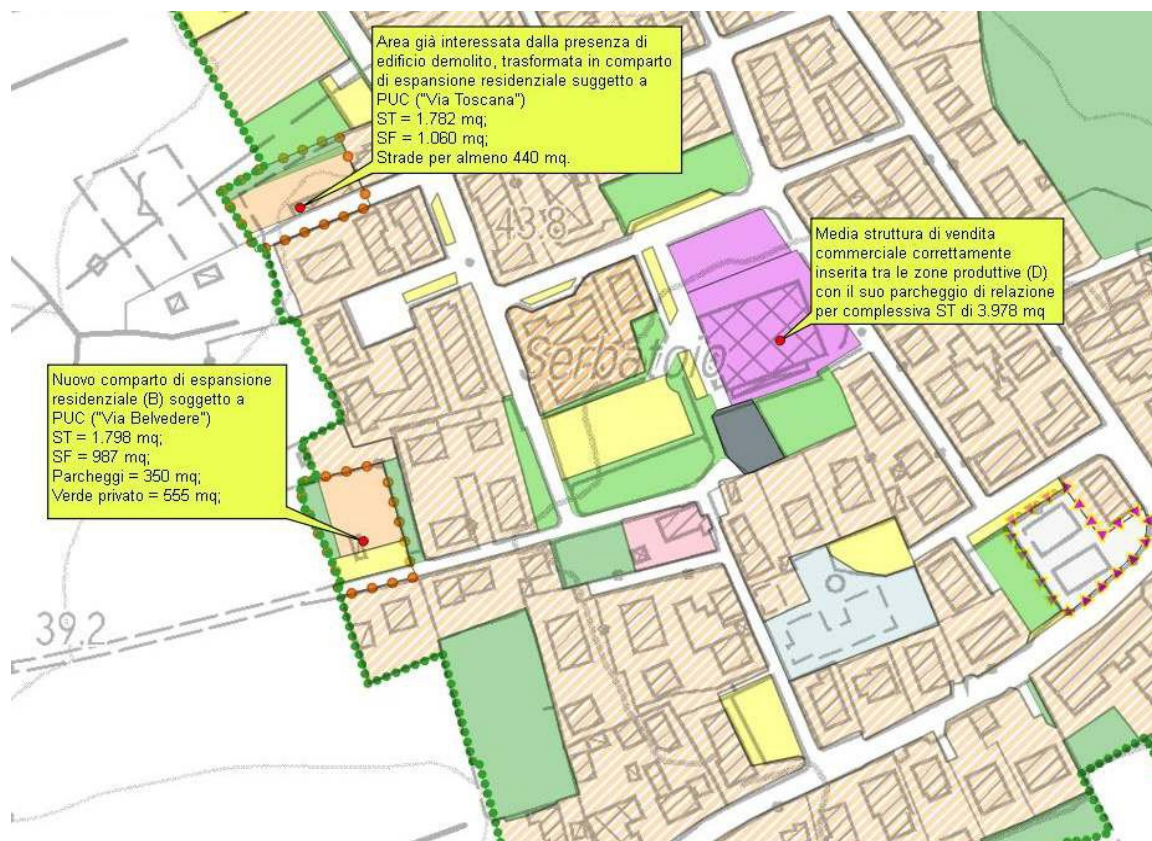 Area già interessata dalla presenza di
edificio demolito, trasformata in comparto
di espansione residenziale suggetto a
PUC ("Via Toscana")
ST = 1.782 mq;
SF = 1.060 mq;
Strade per almeno 440 mq.
43.8
Media struttura di vendita
commerciale correttamente
inserita tra le zone produttive (D)
con il suo parcheggio di relazione
per complessiva ST di 3.978 mq
Serbatoio
Nuovo comparto di espansione
residenziale (B) soggetto a
PUC ("Via Belvedere")
ST = 1.798 mq;
SF = 987 mq;
Parcheggi = 350 mq;
Verde privato = 555 mq;
39.2